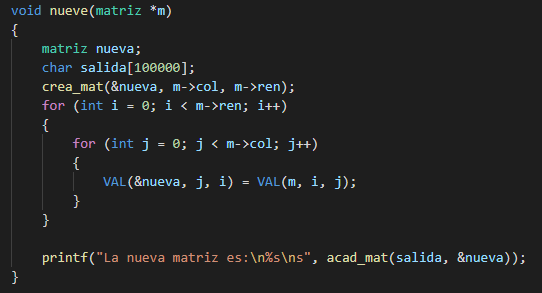 void nueve(matriz *m)
{
    matriz nueva;
    char salida[100000];
    crea_mat(&nueva, m->col, m->ren);
    for (int i = 0; i < m->ren; i++)
    {
        for (int j = 0; j < m->col; j++)
        {
            VAL(&nueva, j, i) = VAL(m, i, j);
        }
    }

    printf("La nueva matriz es:\n%s\ns", acad_mat(salida, &nueva));
}